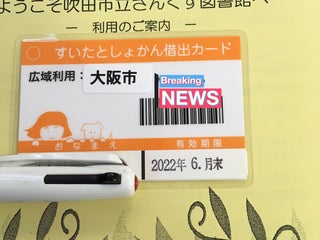 ようこそ吹田市立さんくす図書館へ
― 利用のご案内 ―
すいたとしょかん借出カード
広域利用：大阪市
Breaking
NEWS
おなまえ
有効期限
2022年 6.月末